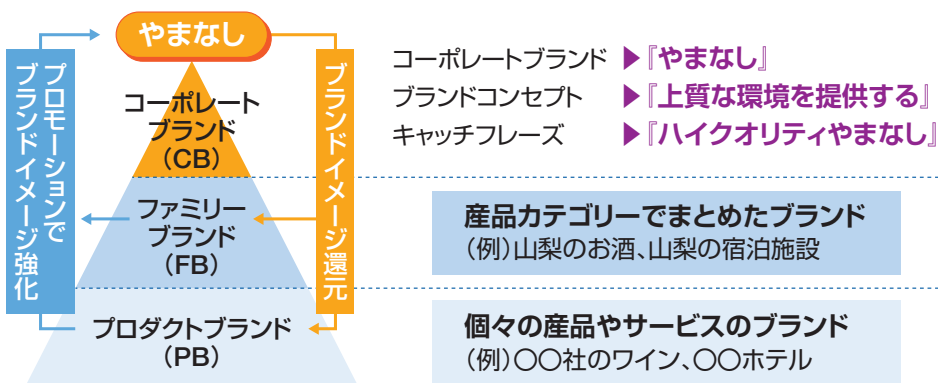 やまなし
プロモーションで
ブランドイメージ強化
ブランドイメージ還元
コーポレート
ブランド
（CB）
コーポレートブランド ▶『やまなし』
ブランドコンセプト ▶『上質な環境を提供する』
キャッチフレーズ ▶『ハイクオリティやまなし』
ファミリー
ブランド
（FB）
産品カテゴリーでまとめたブランド
（例）山梨のお酒、山梨の宿泊施設
プロダクトブランド
（PB）
個々の産品やサービスのブランド
（例）〇〇社のワイン、〇〇ホテル